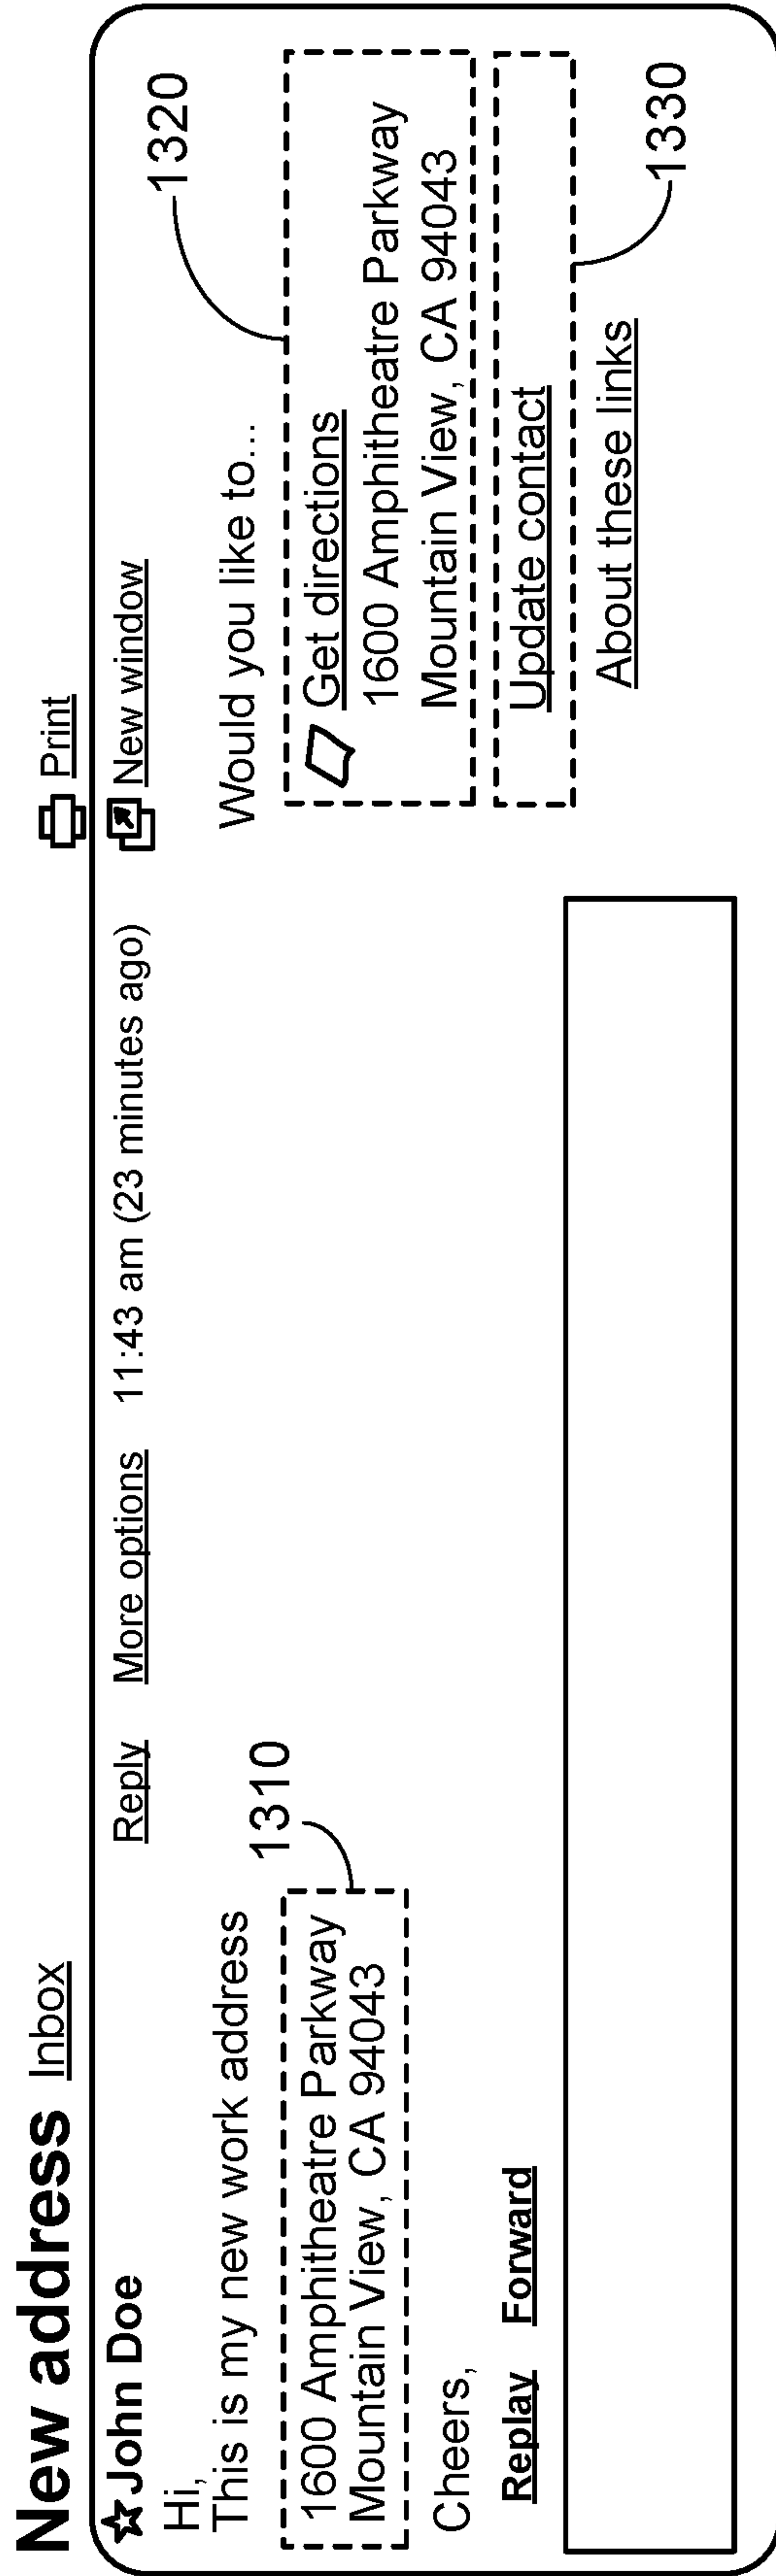 New address Inbox
Print
John Doe Reply More options 11:43 am (23 minutes ago) New window
Hi,
This is my new work address
1310
1600 Amphitheatre Parkway
Mountain View, CA 94043
Cheers,
Replay Forward
1320
Would you like to...
Get directions
1600 Amphitheatre Parkway
Mountain View, CA 94043
Update contact
About these links
1330